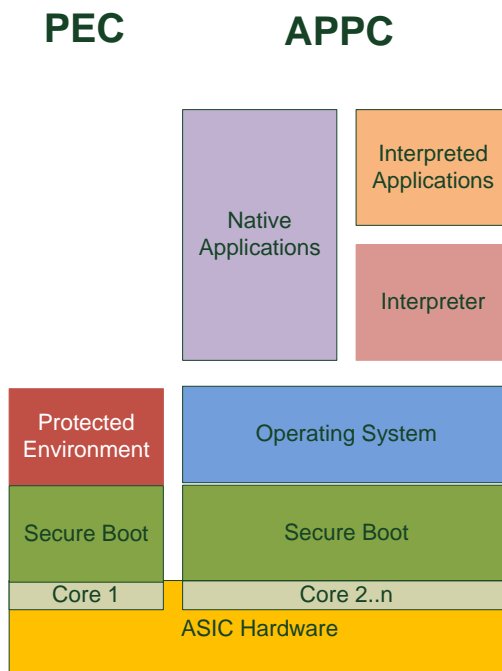 PEC
APPC
Native
Applications
Interpreted
Applications
Interpreter
Protected
Environment
Operating System
Secure Boot
Secure Boot
Core 1
Core 2..n
ASIC Hardware